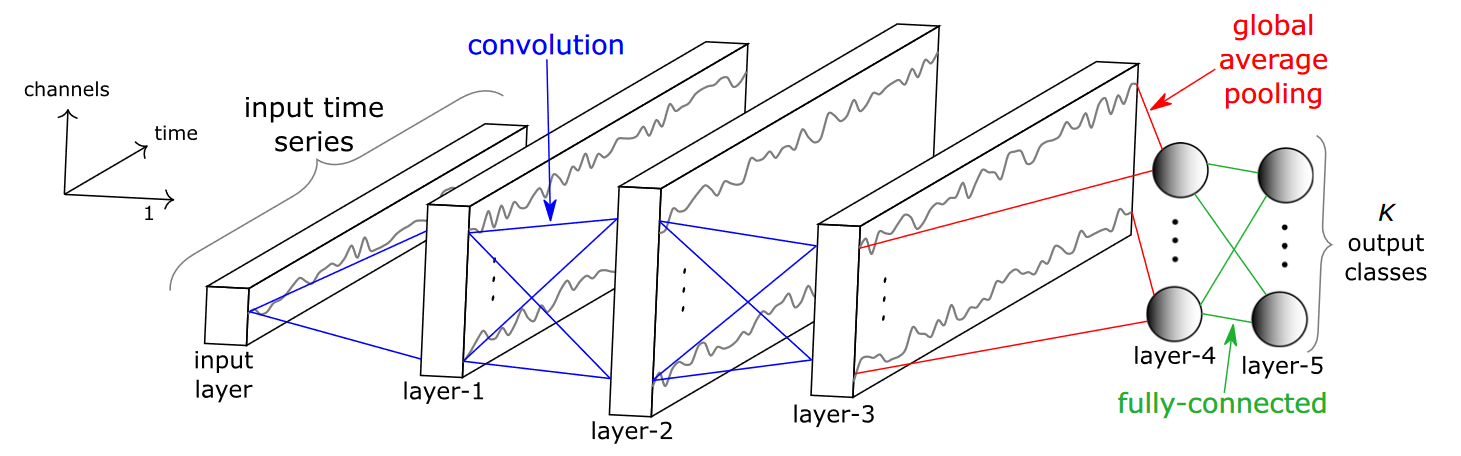 channels
time
1
input time
series
convolution
global
average
pooling
K
output
classes
input
layer
layer-1
layer-2
layer-3
layer-4
layer-5
fully-connected